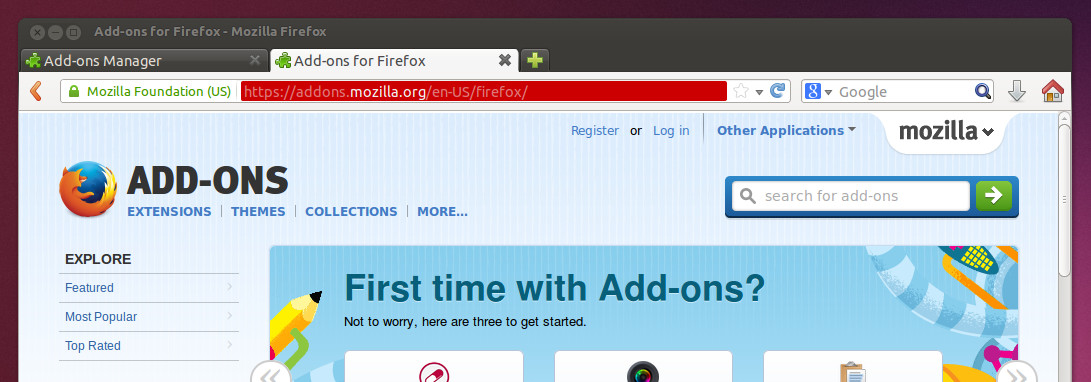 Add-ons for Firefox - Mozilla Firefox
Add-ons Manager
Add-ons for Firefox
Mozilla Foundation (US)
https://addons.mozilla.org/en-US/firefox/
Google
Register or Log in
Other Applications
mozilla
ADD-ONS
EXTENSIONS
THEMES
COLLECTIONS
MORE...
search for add-ons
EXPLORE
Featured
Most Popular
Top Rated
First time with Add-ons?
Not to worry, here are three to get started.